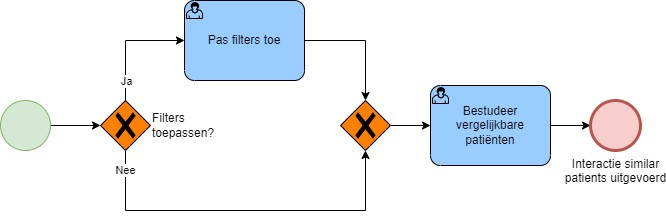 Pas filters toe
Ja
Filters
toepassen?
Nee
Bestudeer
vergelijkbare
patiënten
Interactie similar
patients uitgevoerd